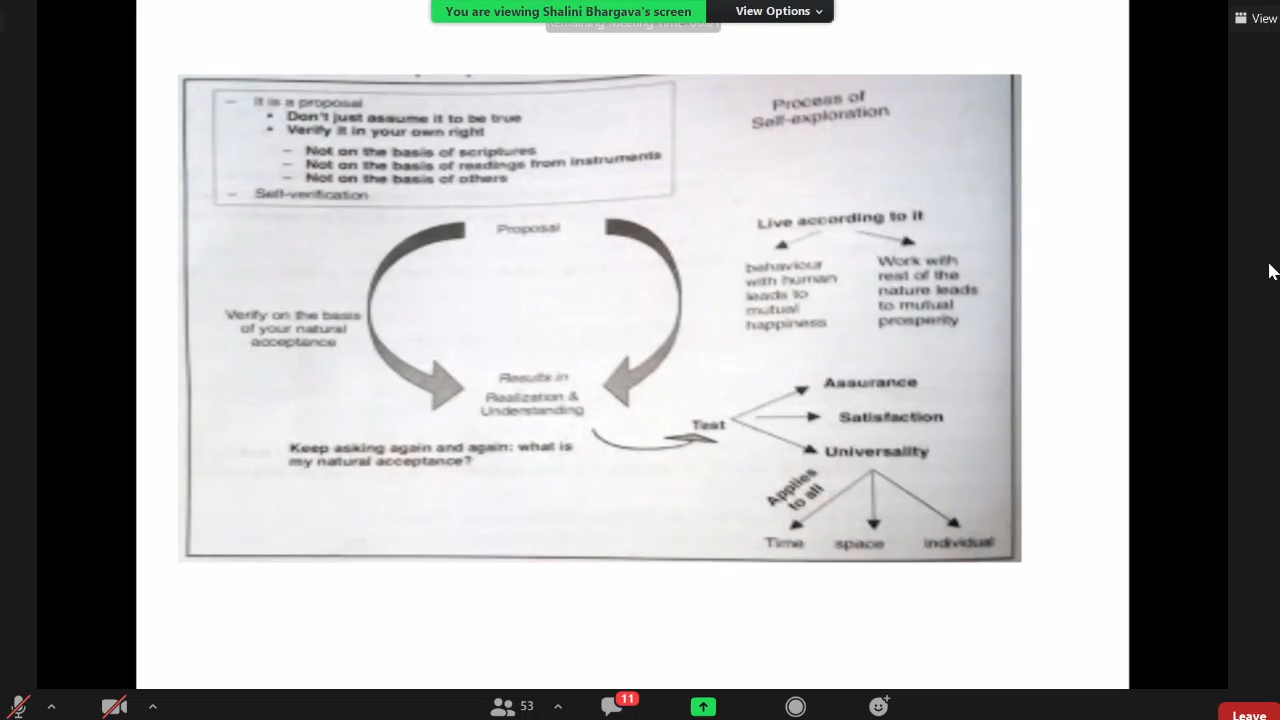 You are viewing Shalini Bhargava's screen
View Options
View
Process of
Self-exploration
– It is a proposal
• Don't just assume it to be true
• Verify it in your own right
– Not on the basis of scriptures
– Not on the basis of readings from instruments
– Not on the basis of others
– Self-verification
Proposal
Live according to it
behaviour
with human
leads to
mutual
happiness
Work with
rest of the
nature leads
to mutual
prosperity
Verify on the basis
of your natural
acceptance
Results in
Realization &
Understanding
Keep asking again and again: what is
my natural acceptance?
Test
Assurance
Satisfaction
Universality
Applies
to all
Time
space
individual
53
11
Leave